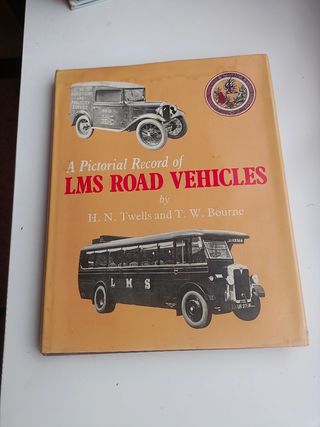 A Pictorial Record of
LMS ROAD VEHICLES
by
H. N. Twells and T. W. Bourne
L M S